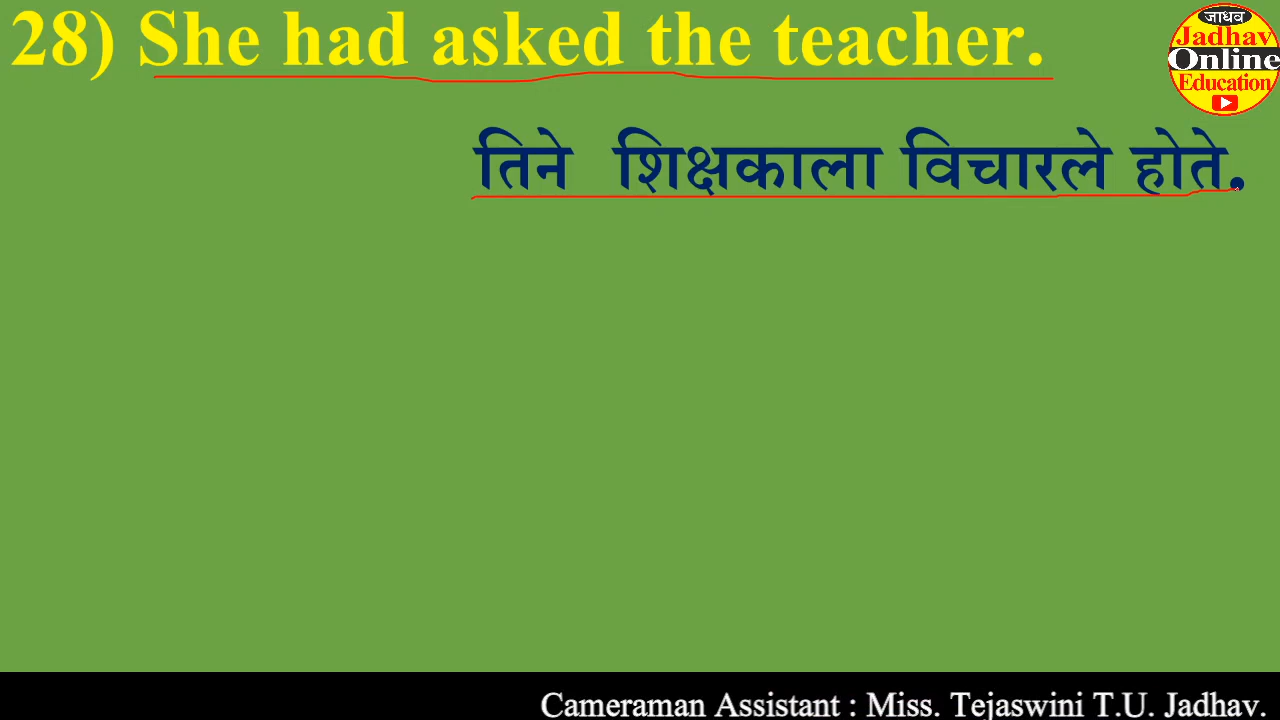 28) She had asked the teacher.
तिने शिक्षकाला विचारले होते.
जाधव
Jadhav
Online
Education
Cameraman Assistant : Miss. Tejaswini T.U. Jadhav.